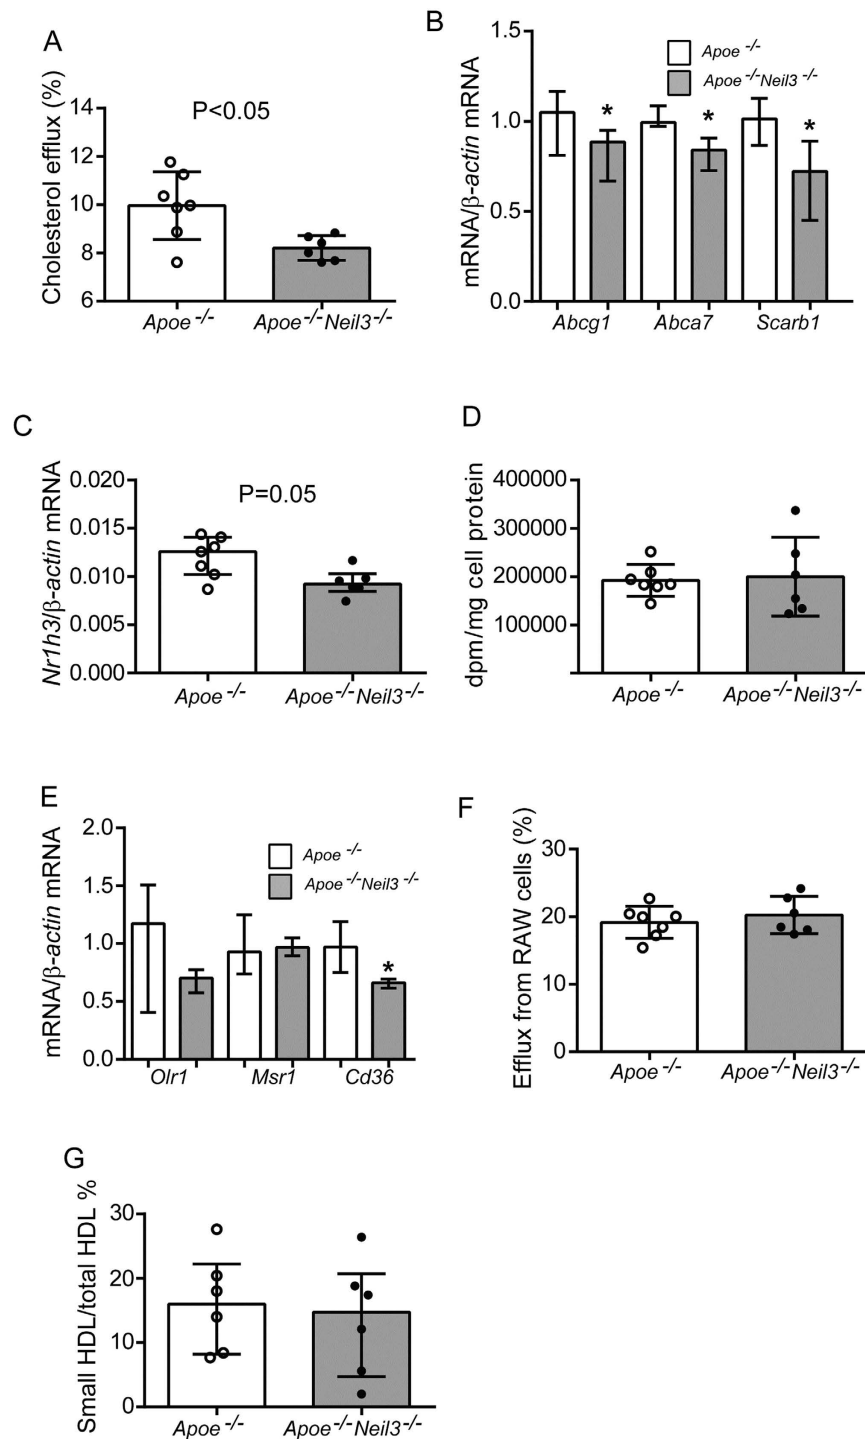 A
Cholesterol efflux (%)
14
12
10
8
6
P<0.05
Apoe -/-
Apoe-/-Neil3-/-
B
mRNA/β-actin mRNA
1.5
1.0
0.5
0.0
Apoe -/-
Apoe -/-Neil3 -/-
*
*
*
Abcg1
Abca7
Scarb1
C
Nr1h3/β-actin mRNA
0.020
0.015
0.010
0.005
0.000
P=0.05
Apoe -/-
Apoe-/-Neil3-/-
D
dpm/mg cell protein
400000
300000
200000
100000
Apoe -/-
Apoe-/-Neil3-/-
E
mRNA/β-actin mRNA
2.0
1.5
1.0
0.5
0.0
Apoe -/-
Apoe -/-Neil3 -/-
*
Olr1
Msr1
Cd36
F
Efflux from RAW cells (%)
30
20
10
0
Apoe -/-
Apoe-/-Neil3-/-
G
Small HDL/total HDL %
30
20
10
0
Apoe -/-
Apoe-/-Neil3-/-